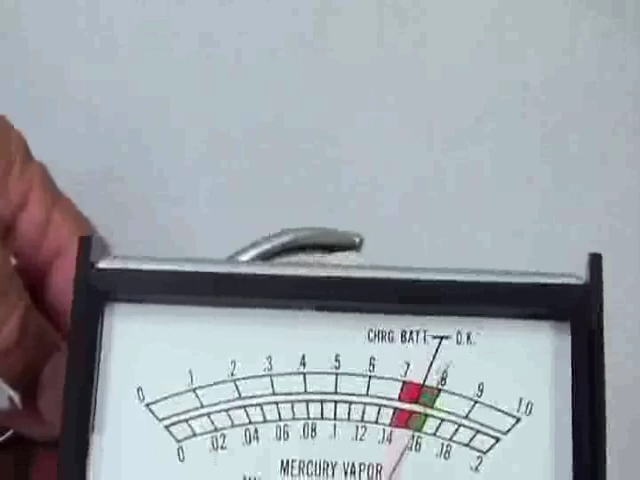 CHRG. BATT. O.K.
0 .1 .2 .3 .4 .5 .6 .7 .8 .9 1.0
0 .02 .04 .06 .08 .1 .12 .14 .16 .18 .2
MERCURY VAPOR